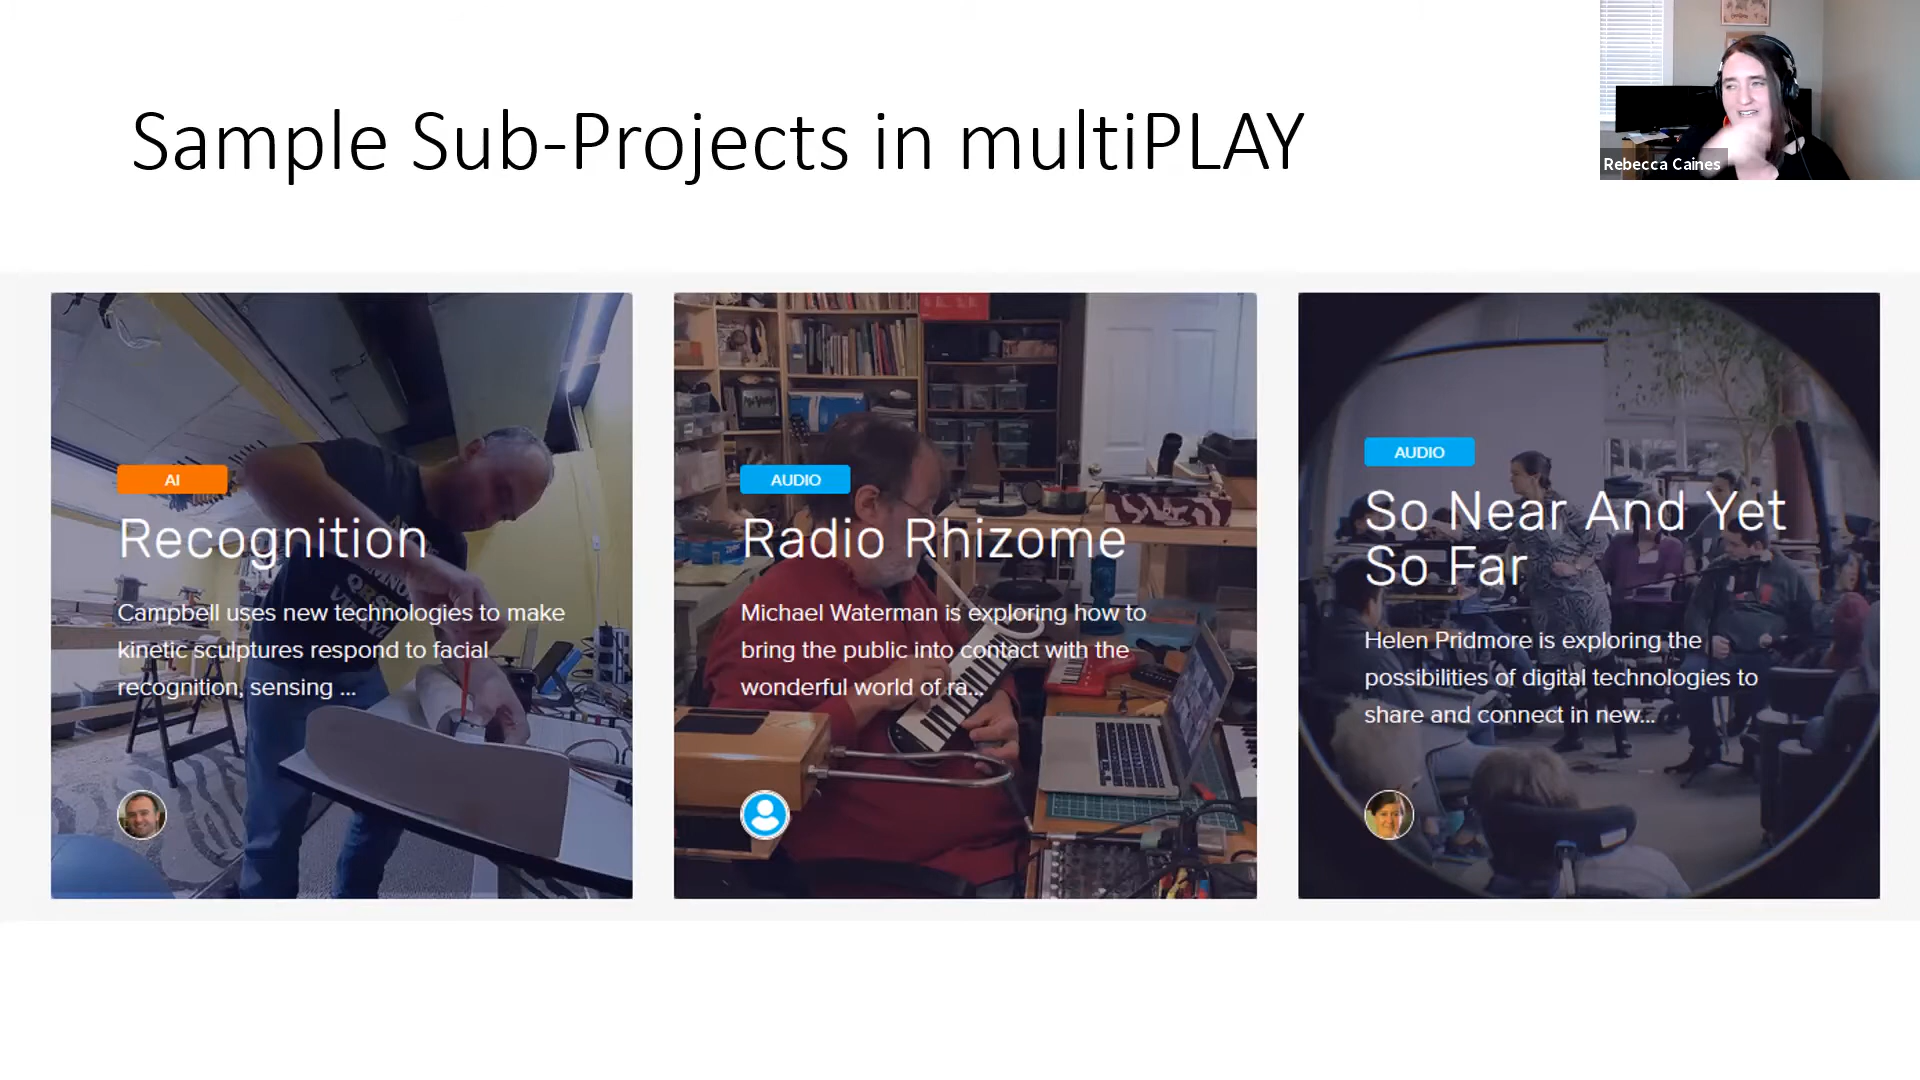 Sample Sub-Projects in multiPLAY
Rebecca Caines
AI
Recognition
Campbell uses new technologies to make
kinetic sculptures respond to facial
recognition, sensing ...
AUDIO
Radio Rhizome
Michael Waterman is exploring how to
bring the public into contact with the
wonderful world of ra...
AUDIO
So Near And Yet
So Far
Helen Pridmore is exploring the
possibilities of digital technologies to
share and connect in new...